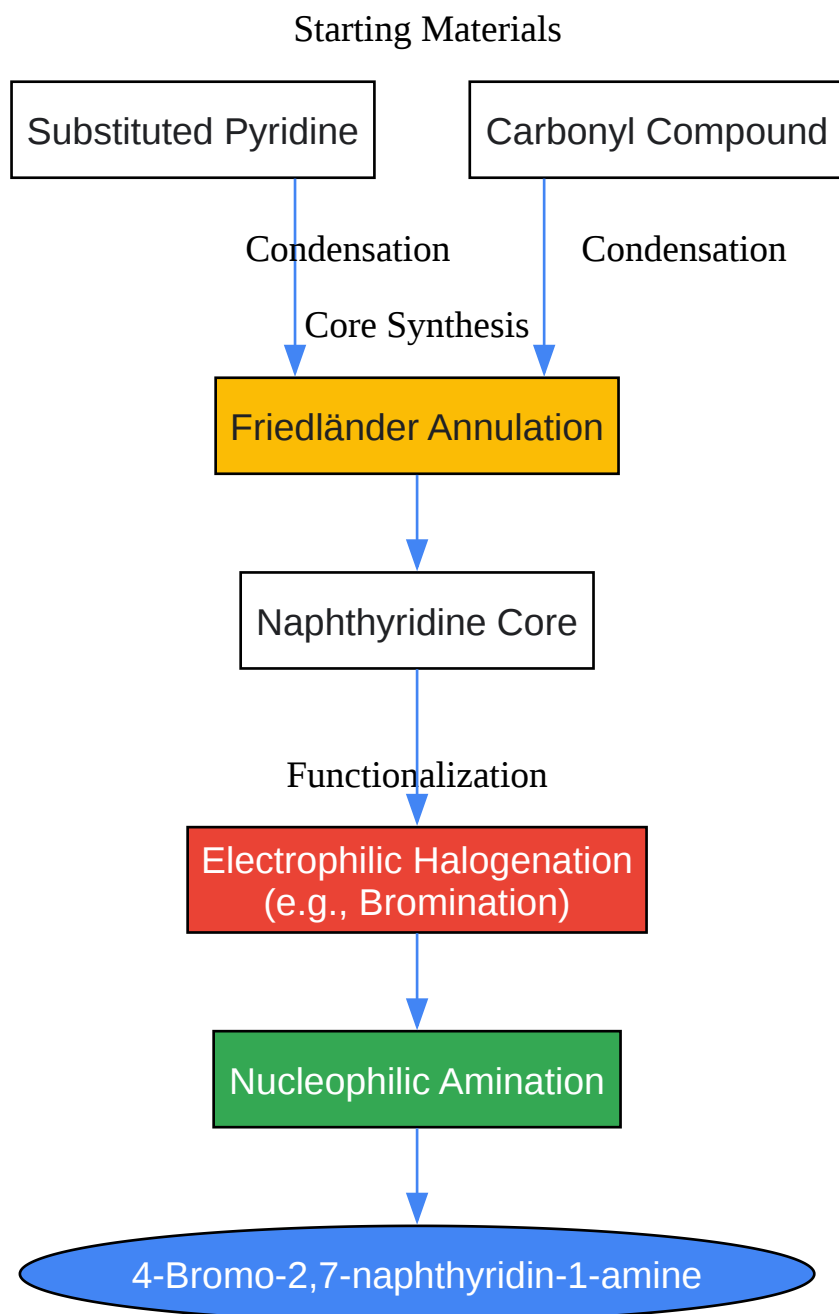 Starting Materials
Substituted Pyridine
Carbonyl Compound
Condensation
Condensation
Core Synthesis
Friedländer Annulation
Naphthyridine Core
Functionalization
Electrophilic Halogenation
(e.g., Bromination)
Nucleophilic Amination
4-Bromo-2,7-naphthyridin-1-amine